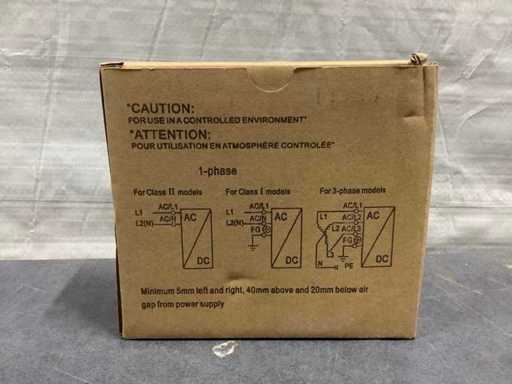 "CAUTION:
FOR USE IN A CONTROLLED ENVIRONMENT"
"ATTENTION:
POUR UTILISATION EN ATMOSPHÈRE CONTROLÉE"
1-phase
For Class II models
For Class I models
For 3-phase models
L1 AC/L1
L2(N) AC/N
AC
DC
L1 AC/L1
L2(N) AC/N
FG
AC
DC
AC/L1
L1 AC/L2
L2 AC/L3
FG
N PE
AC
DC
Minimum 5mm left and right, 40mm above and 20mm below air
gap from power supply